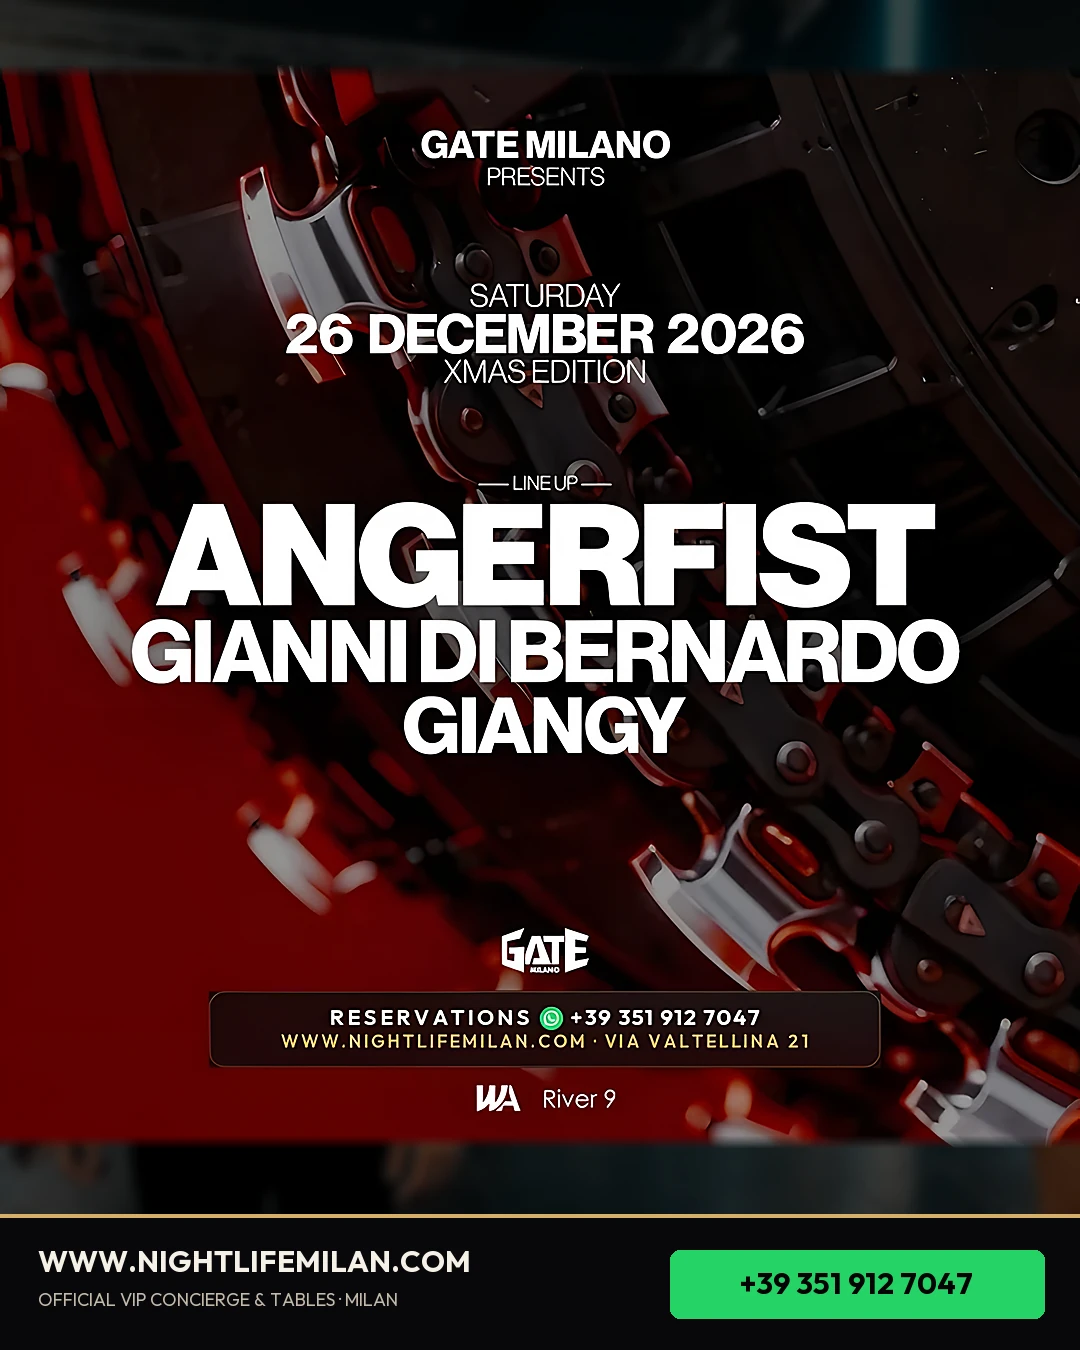 GATE MILANO
PRESENTS
SATURDAY
26 DECEMBER 2026
XMAS EDITION
LINE UP
ANGERFIST
GIANNI DI BERNARDO
GIANGY
GATE
MILANO
RESERVATIONS +39 351 912 7047
WWW.NIGHTLIFEMILAN.COM · VIA VALTELLINA 21
WA River 9
WWW.NIGHTLIFEMILAN.COM
OFFICIAL VIP CONCIERGE & TABLES · MILAN
+39 351 912 7047